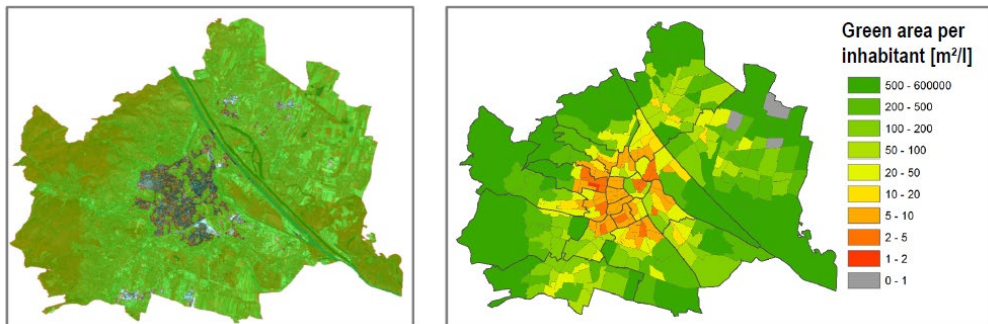 Green area per
inhabitant [m²/I]
500 - 600000
200 - 500
100 - 200
50 - 100
20 - 50
10 - 20
5 - 10
2 - 5
1 - 2
0 - 1